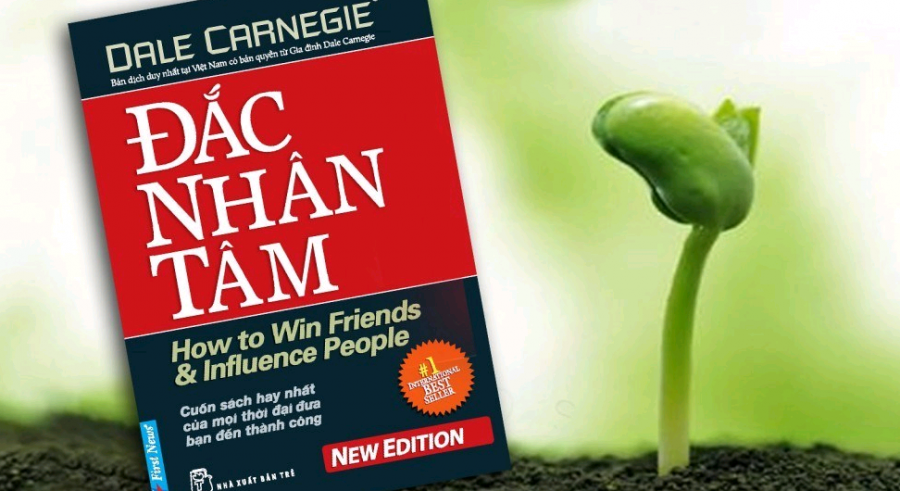 DALE CARNEGIE
Bản dịch duy nhất tại Việt Nam có bản quyền từ Gia đình Dale Carnegie
ĐẮC
NHÂN
TÂM
How to Win Friends
& Influence People
#1
INTERNATIONAL
BEST
SELLER
Cuốn sách hay nhất
của mọi thời đại đưa
bạn đến thành công
NEW EDITION
First News
NHÀ XUẤT BẢN TRẺ